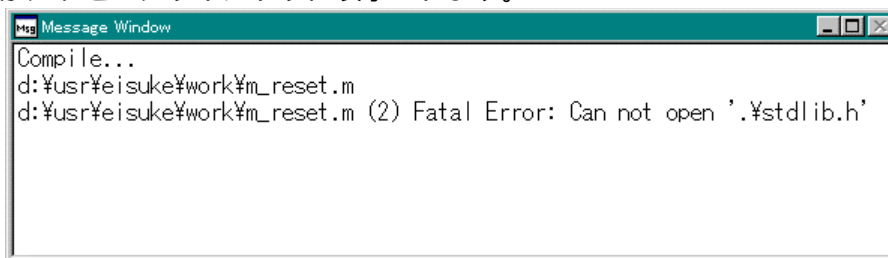 Msg Message Window
Compile...
d:¥usr¥eisuke¥work¥m_reset.m
d:¥usr¥eisuke¥work¥m_reset.m (2) Fatal Error: Can not open '.¥stdlib.h'